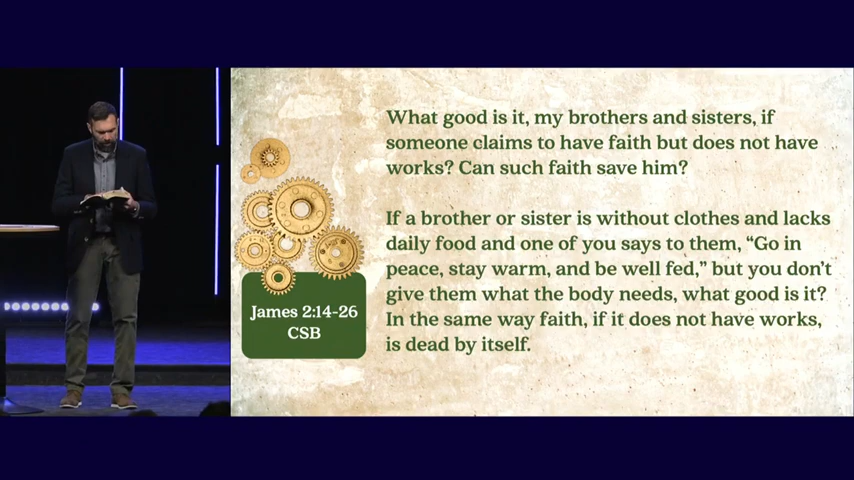 What good is it, my brothers and sisters, if
someone claims to have faith but does not have
works? Can such faith save him?
If a brother or sister is without clothes and lacks
daily food and one of you says to them, “Go in
peace, stay warm, and be well fed,” but you don’t
give them what the body needs, what good is it?
In the same way faith, if it does not have works,
is dead by itself.
James 2:14-26
CSB